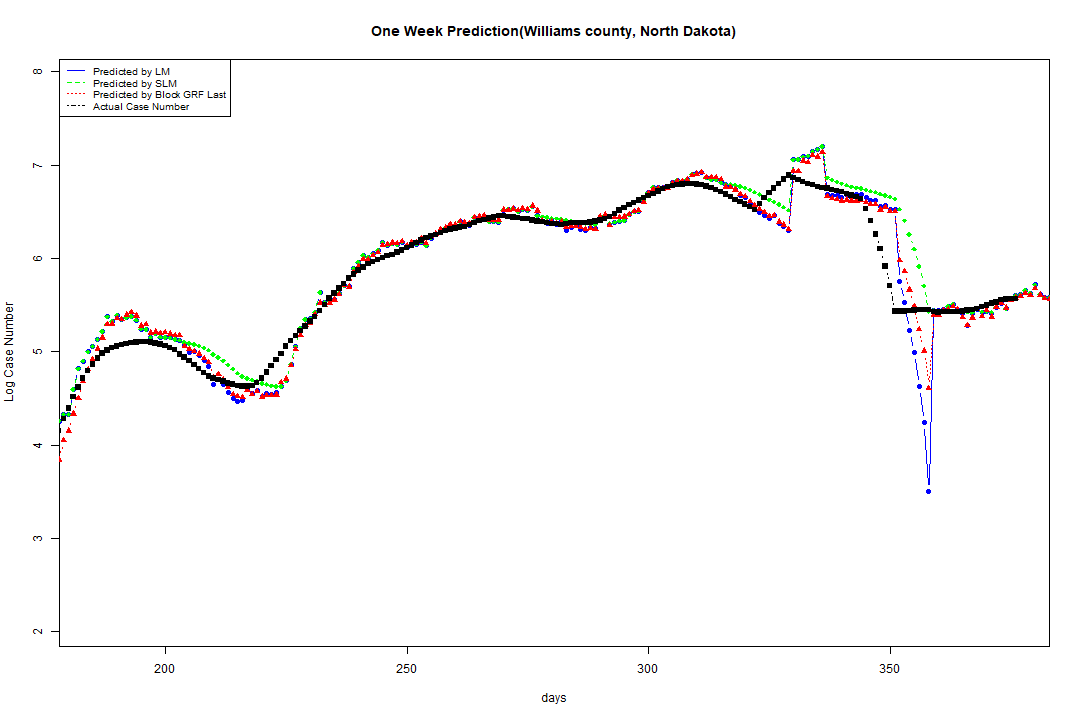 One Week Prediction(Williams county, North Dakota)
Predicted by LM
Predicted by SLM
Predicted by Block GRF Last
Actual Case Number
8
7
6
5
4
3
2
Log Case Number
200 250 300 350
days